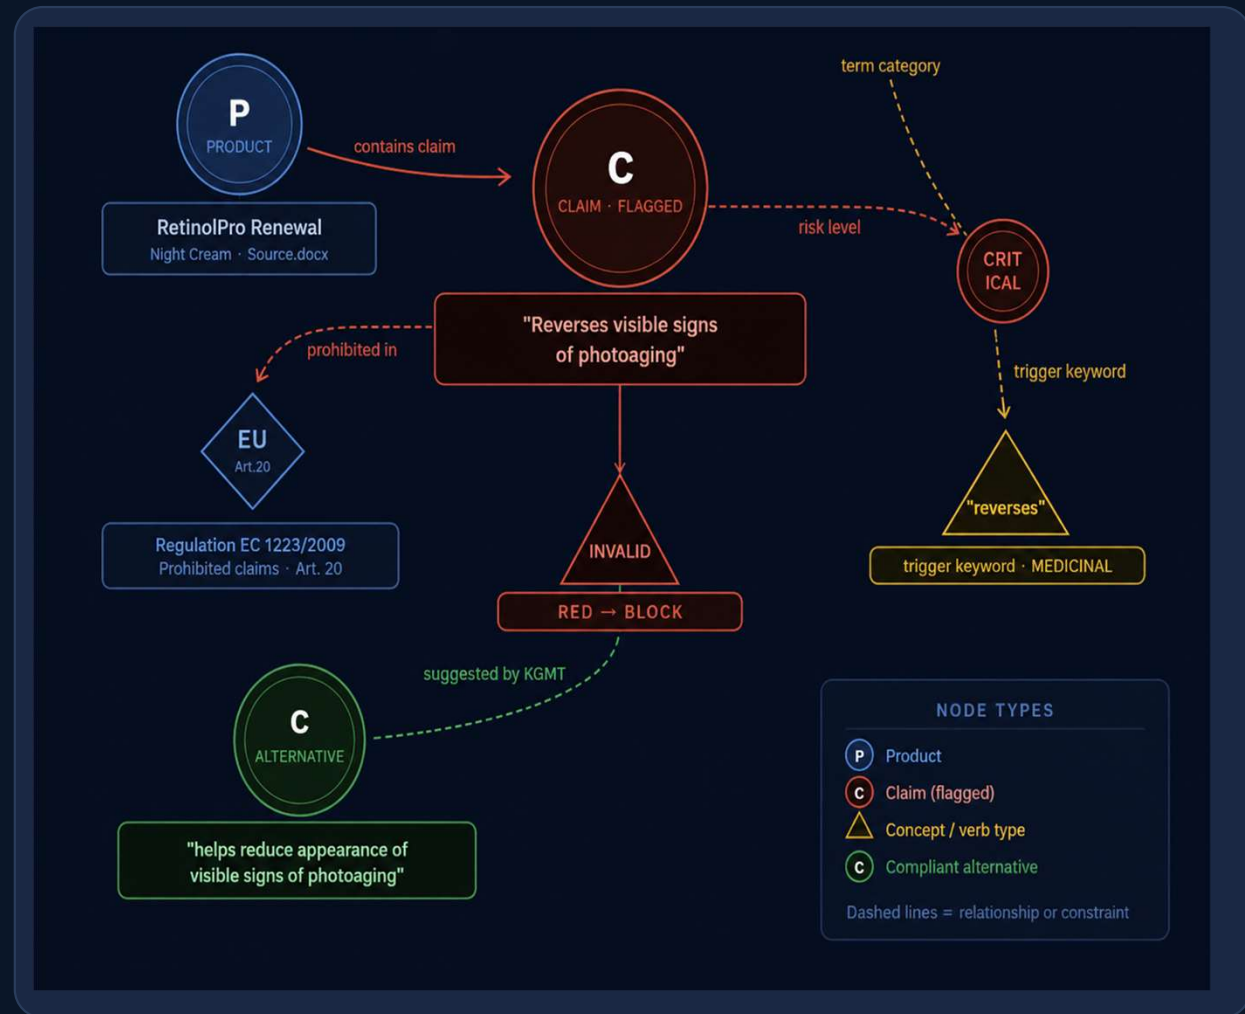 P
PRODUCT
RetinolPro Renewal
Night Cream · Source.docx
contains claim
C
CLAIM · FLAGGED
"Reverses visible signs
of photoaging"
term category
risk level
CRIT
ICAL
trigger keyword
"reverses"
trigger keyword · MEDICINAL
prohibited in
EU
Art.20
Regulation EC 1223/2009
Prohibited claims · Art. 20
INVALID
RED → BLOCK
suggested by KGMT
C
ALTERNATIVE
"helps reduce appearance of
visible signs of photoaging"
NODE TYPES
P Product
C Claim (flagged)
Concept / verb type
C Compliant alternative
Dashed lines = relationship or constraint